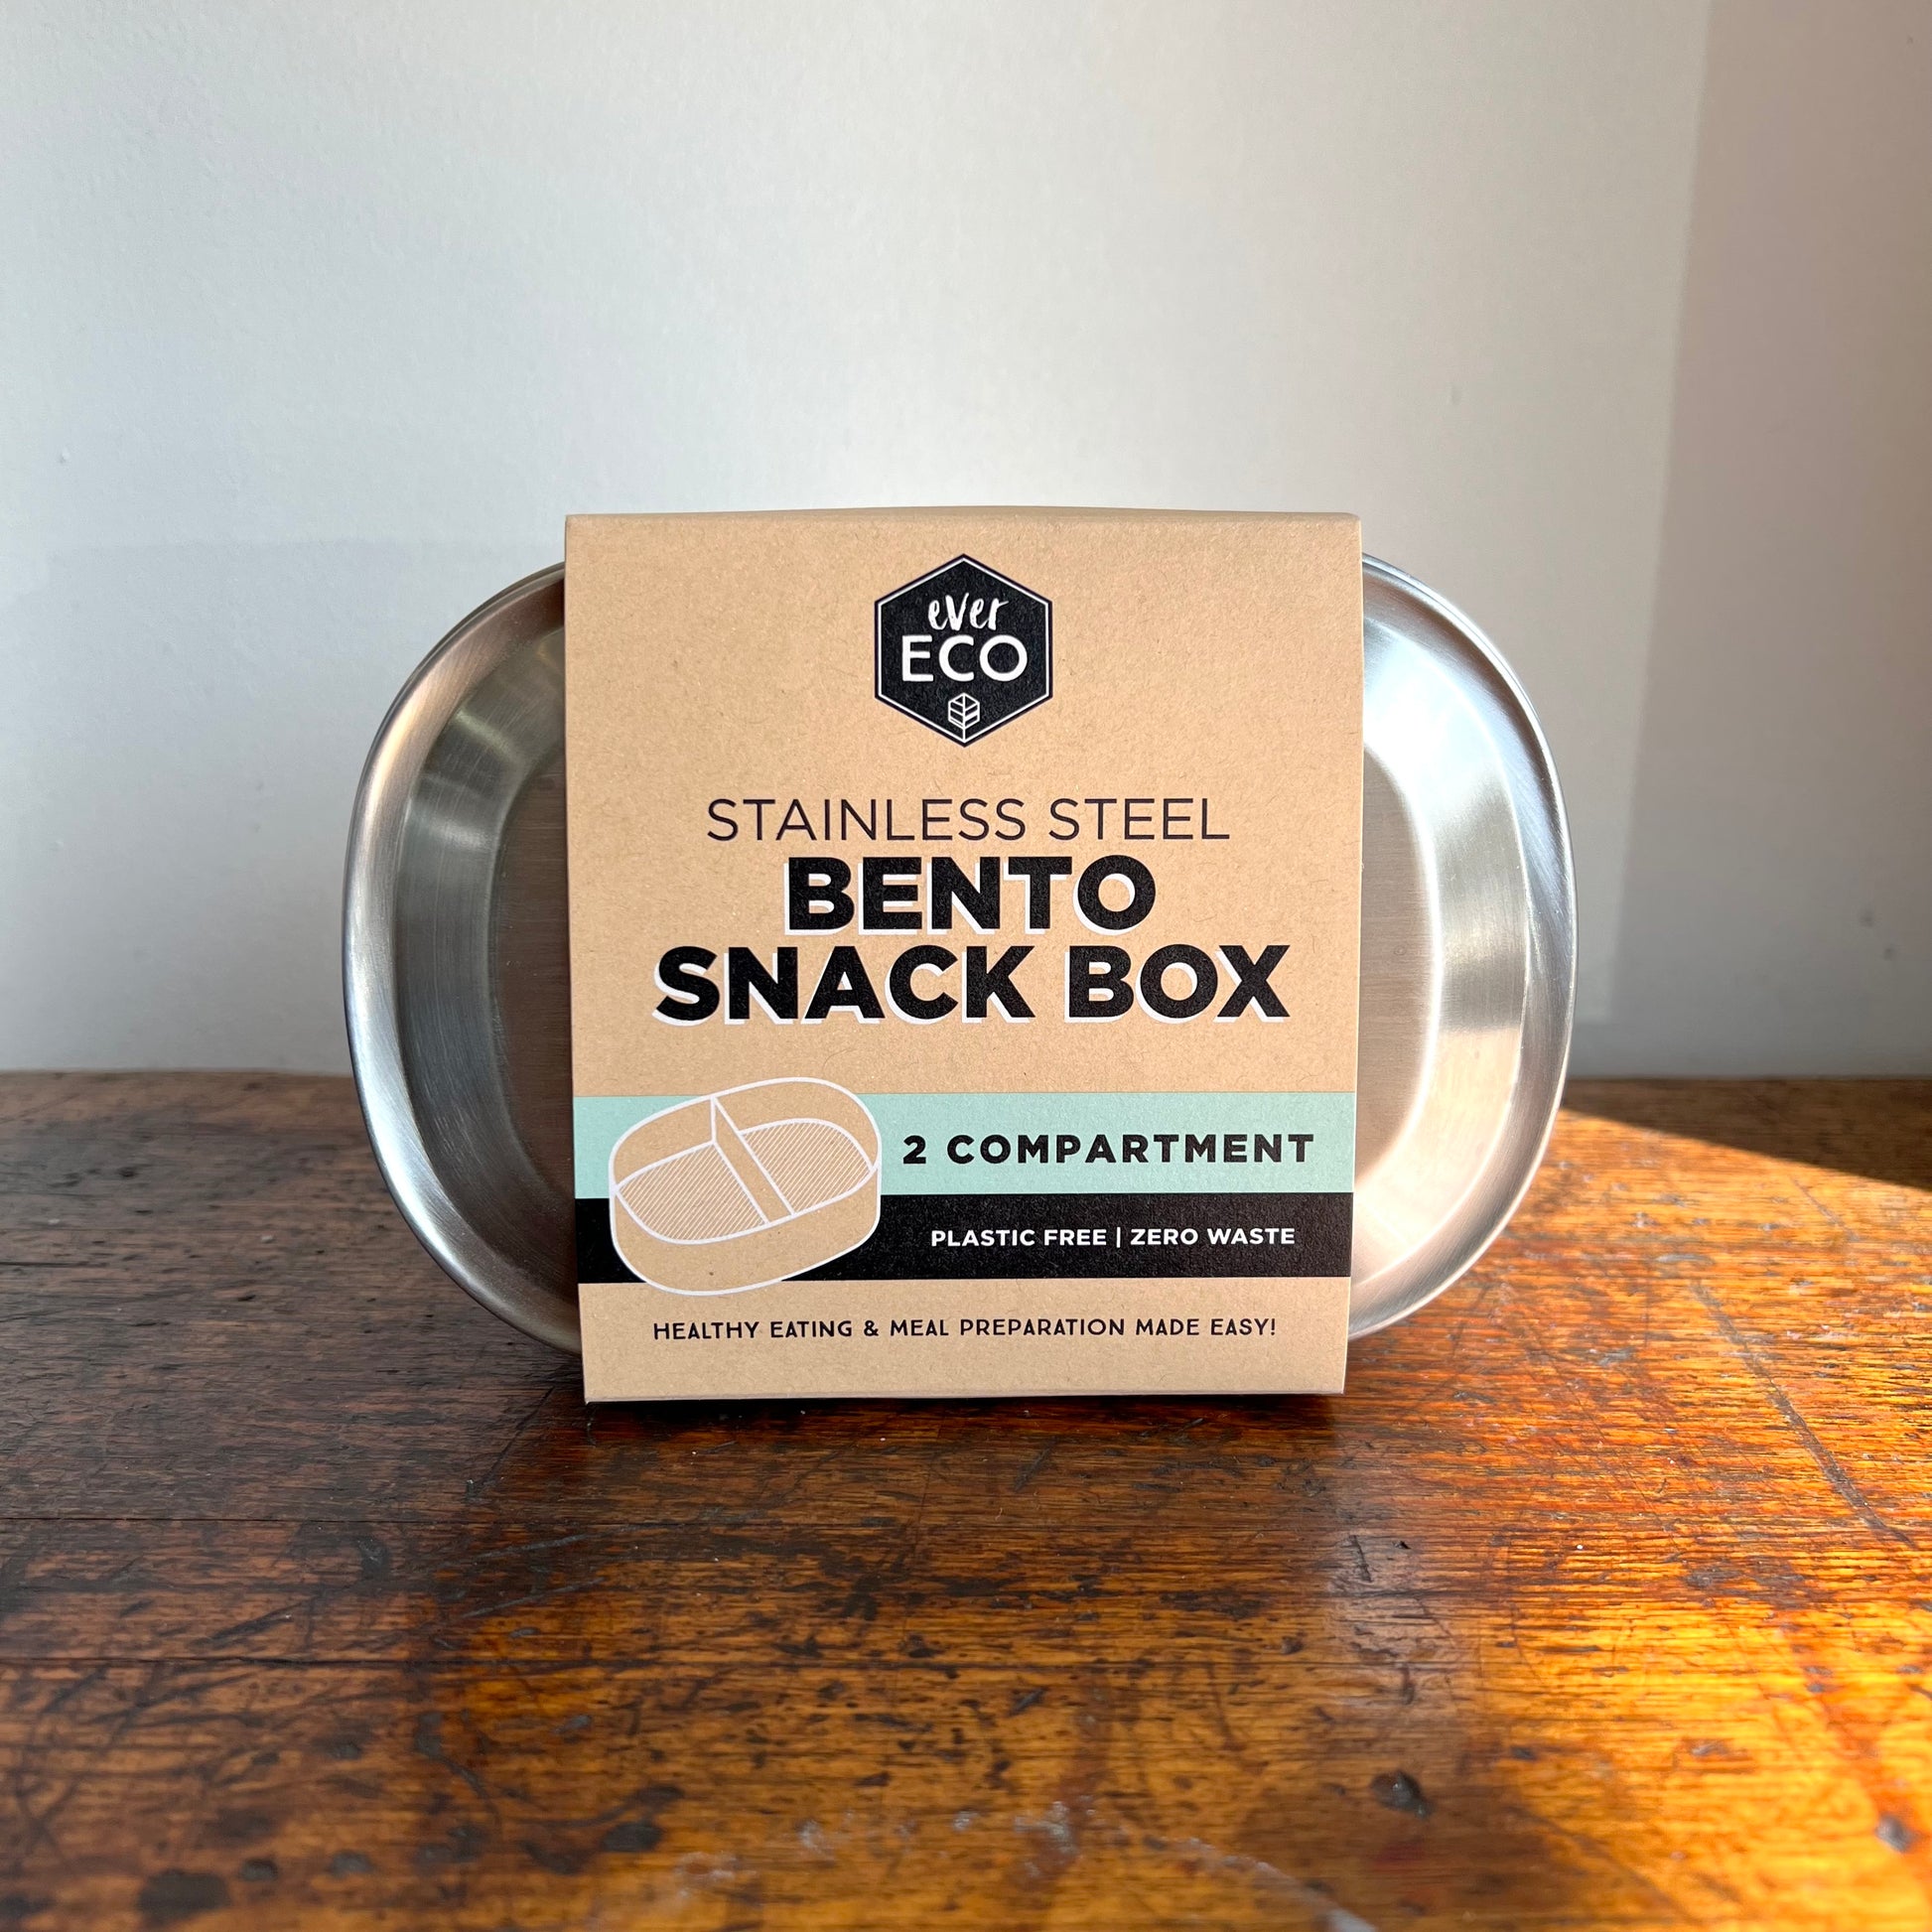 ever
ECO
STAINLESS STEEL
BENTO
SNACK BOX
2 COMPARTMENT
PLASTIC FREE | ZERO WASTE
HEALTHY EATING & MEAL PREPARATION MADE EASY!